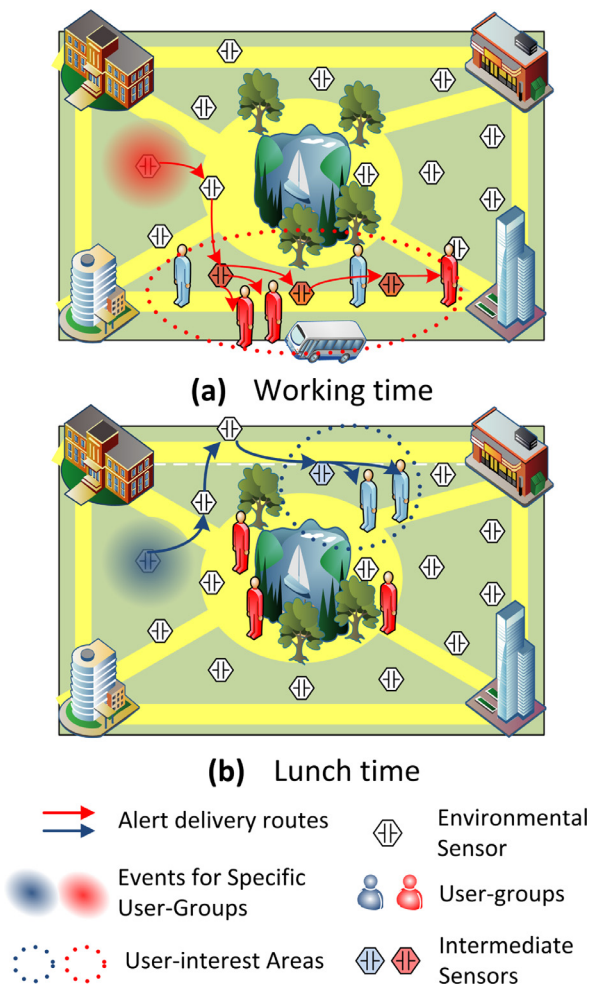 (a) Working time
(b) Lunch time
Alert delivery routes
Environmental
Sensor
Events for Specific
User-Groups
User-groups
User-interest Areas
Intermediate
Sensors